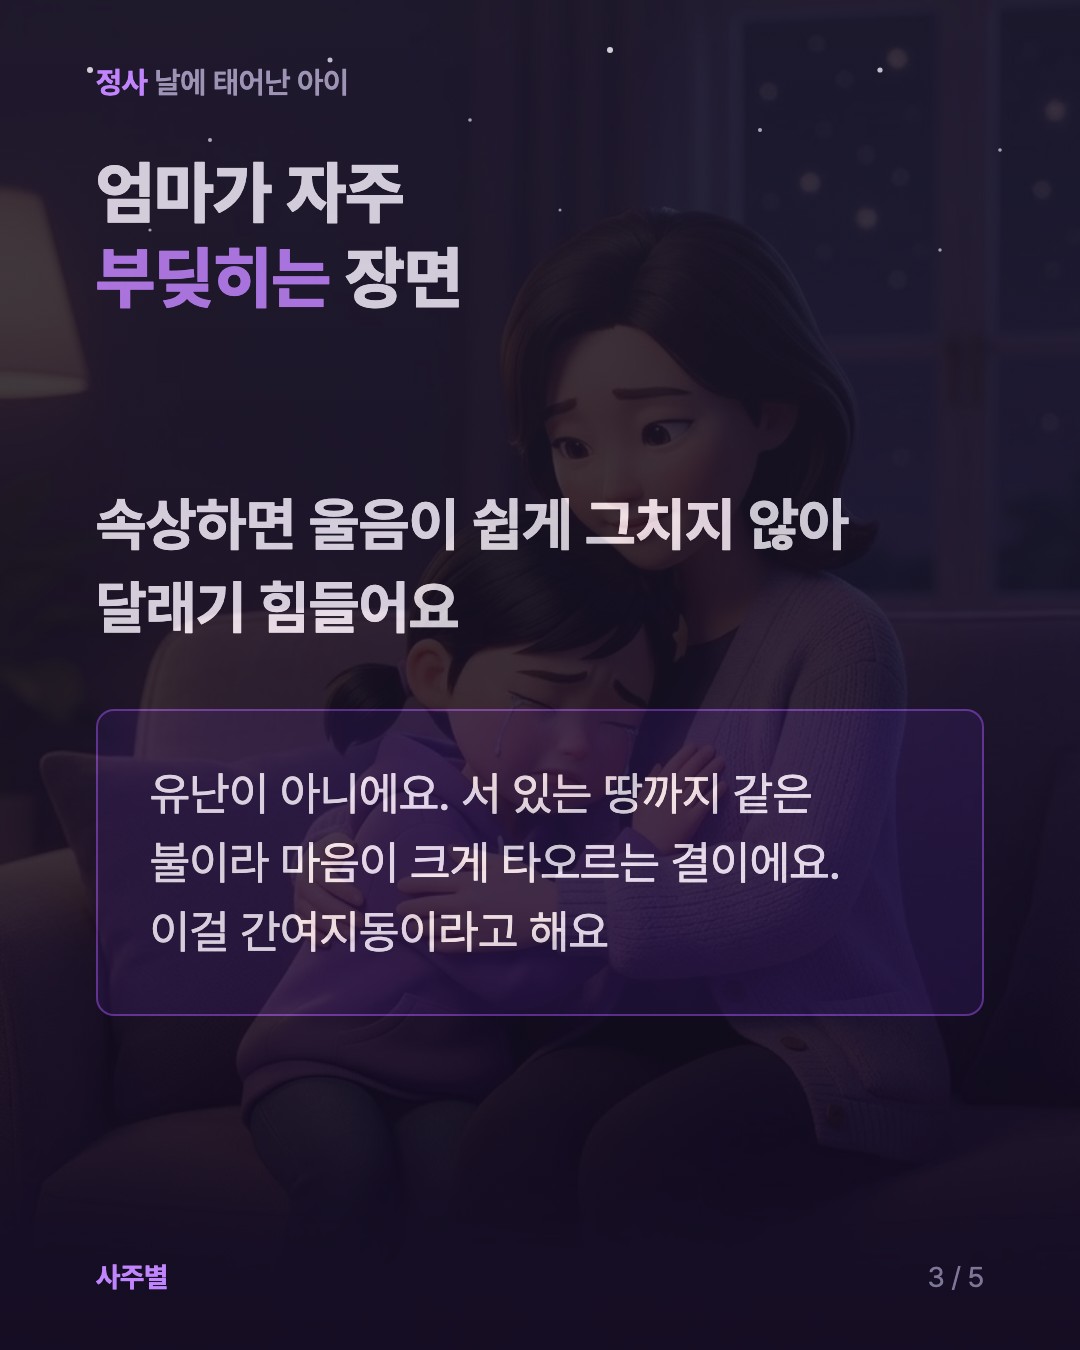 정사 날에 태어난 아이
엄마가 자주
부딪히는 장면
속상하면 울음이 쉽게 그치지 않아
달래기 힘들어요
유난이 아니에요. 서 있는 땅까지 같은
불이라 마음이 크게 타오르는 결이에요.
이걸 간여지동이라고 해요
사주별
3 / 5